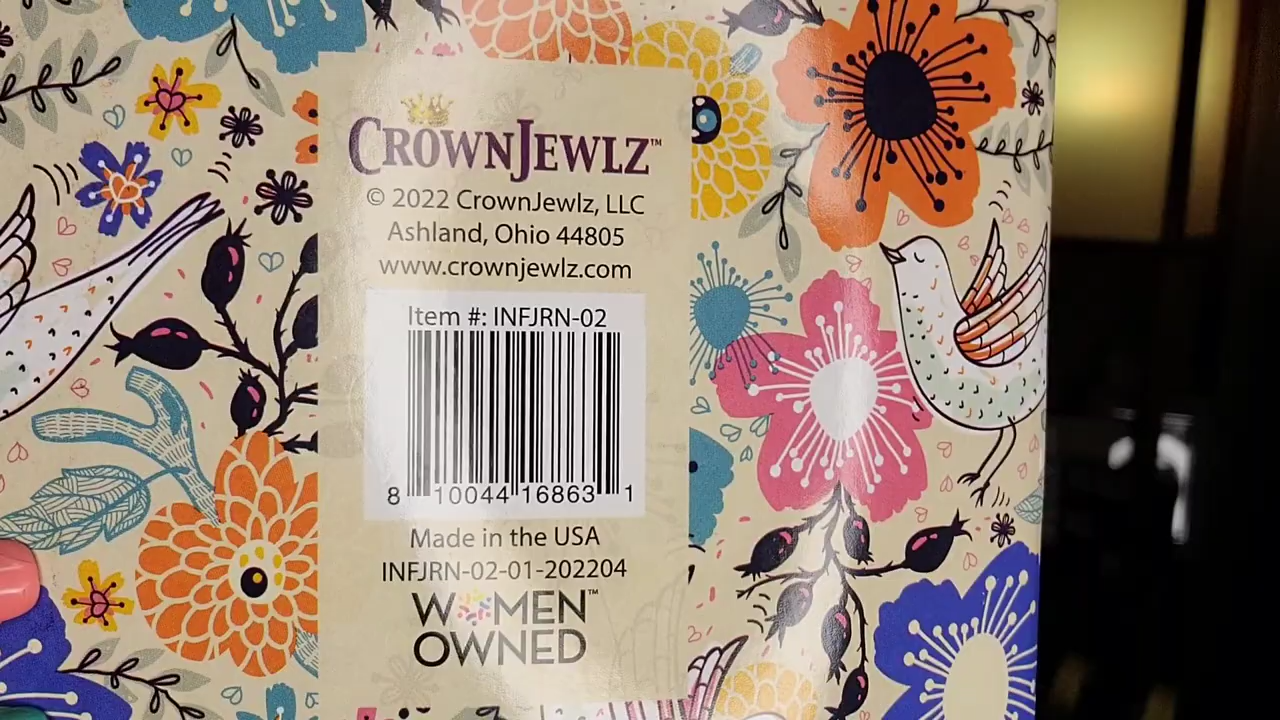 CROWNJEWLZ™
© 2022 CrownJewlz, LLC
Ashland, Ohio 44805
www.crownjewlz.com
Item #: INFJRN-02
8 10044 16863 1
Made in the USA
INFJRN-02-01-202204
WOMEN™
OWNED